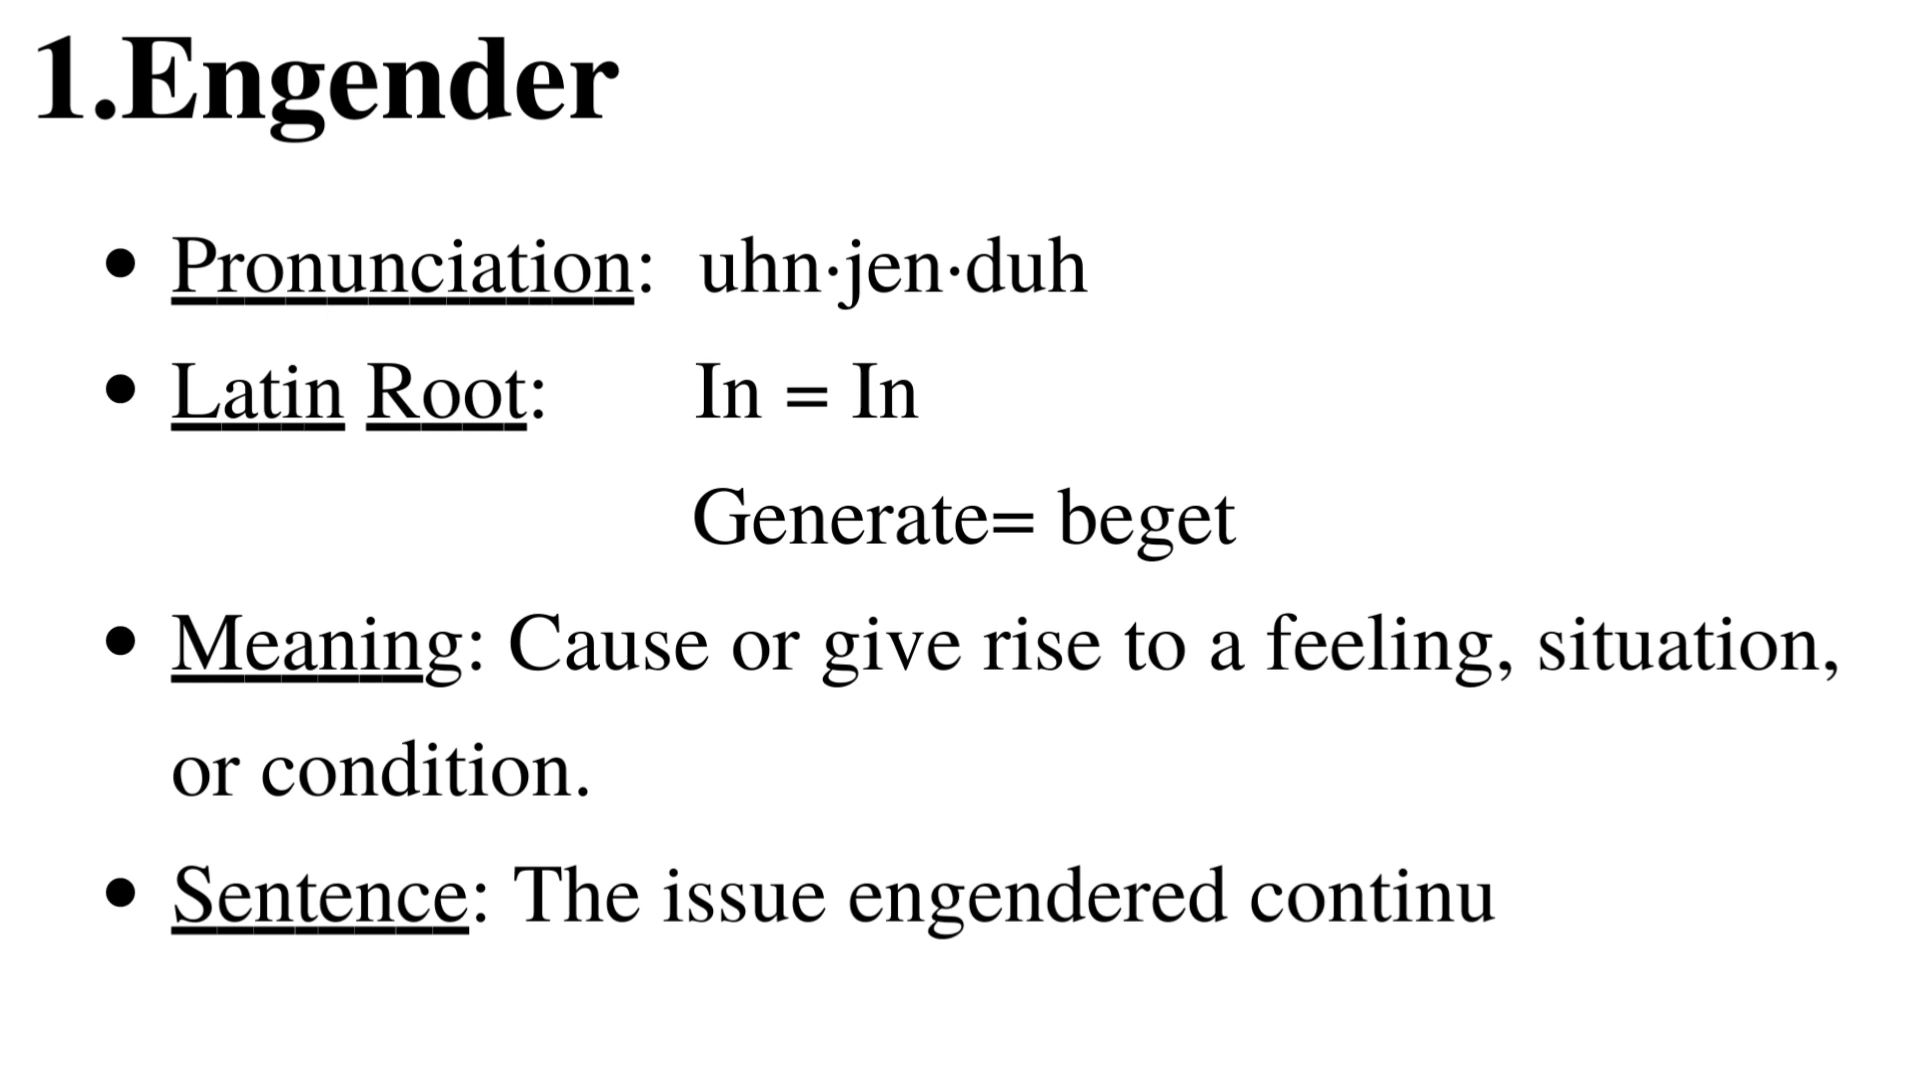 1.Engender
• Pronunciation: uhn·jen·duh
• Latin Root: In = In
Generate= beget
• Meaning: Cause or give rise to a feeling, situation,
or condition.
• Sentence: The issue engendered continu